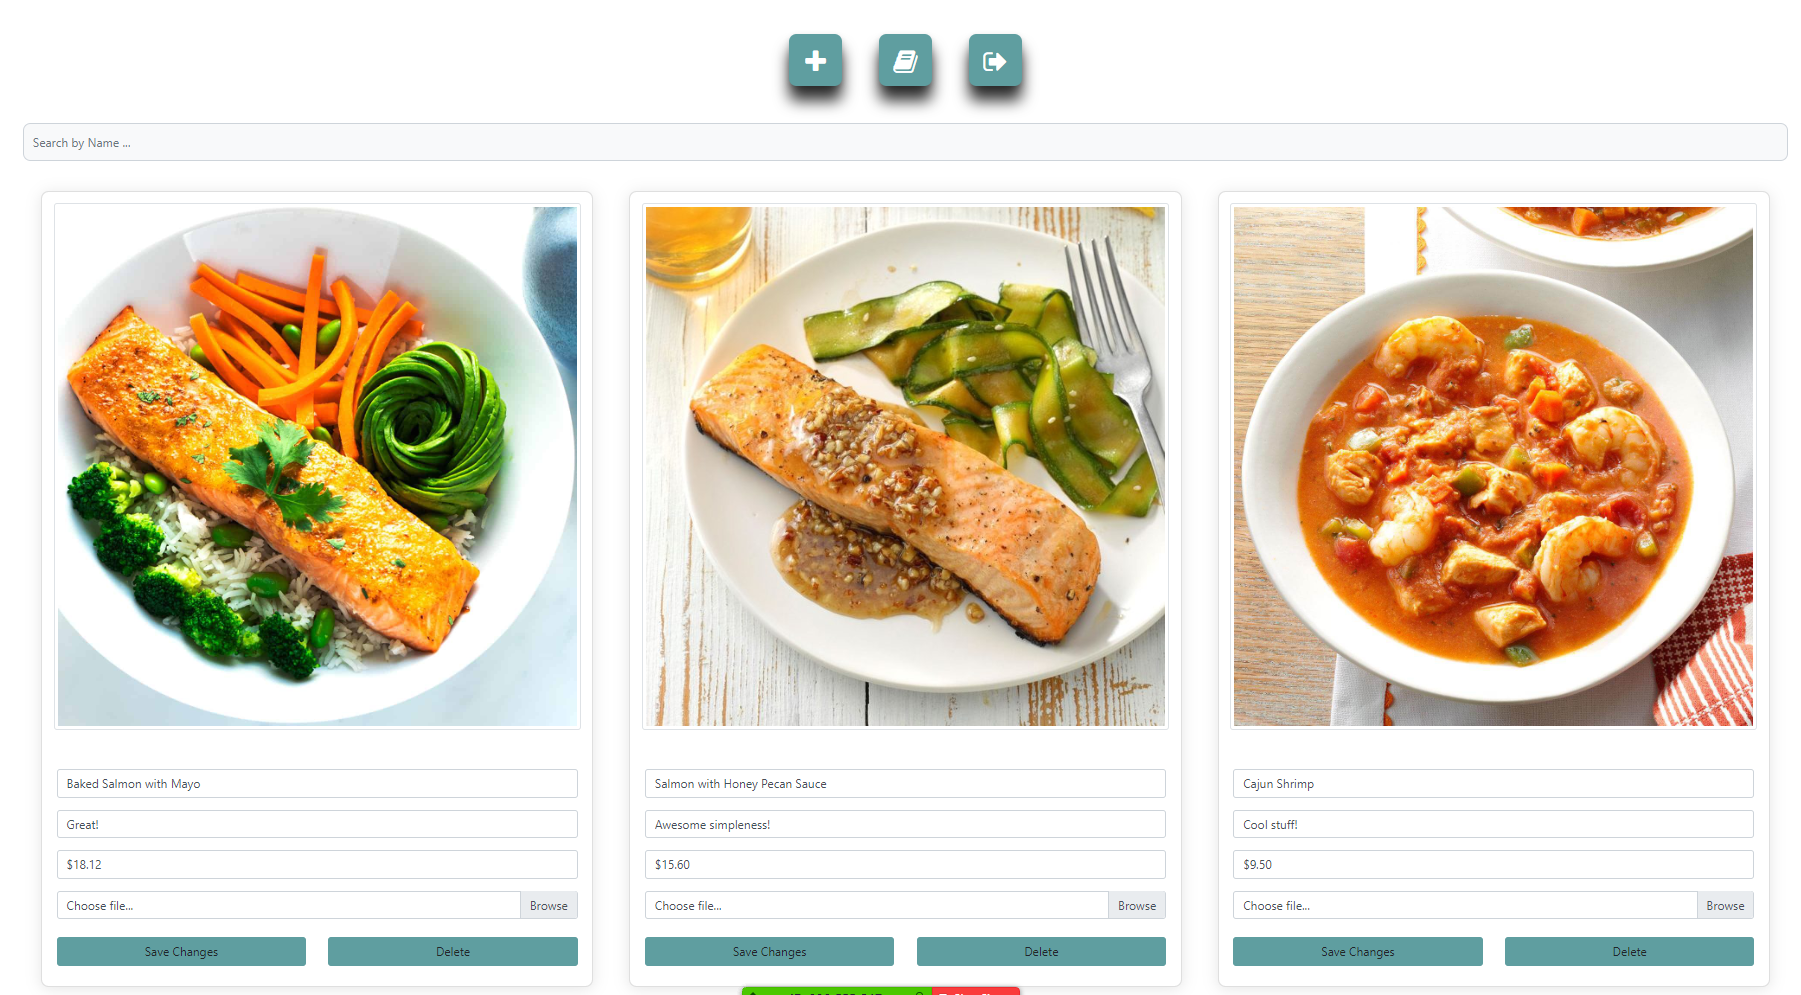 Search by Name ...
Baked Salmon with Mayo
Great!
$18.12
Choose file...
Browse
Save Changes
Delete
Salmon with Honey Pecan Sauce
Awesome simpleness!
$15.60
Choose file...
Browse
Save Changes
Delete
Cajun Shrimp
Cool stuff!
$9.50
Choose file...
Browse
Save Changes
Delete